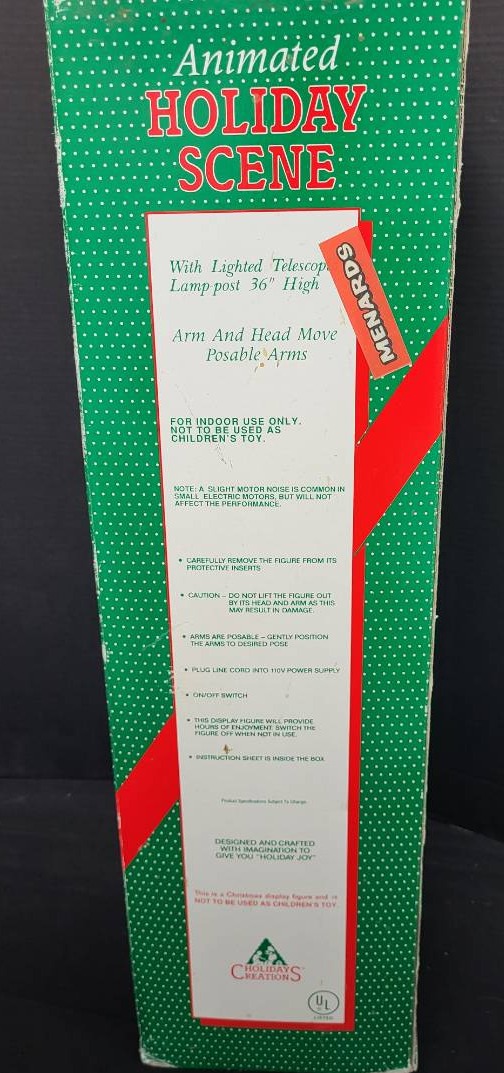 Animated
HOLIDAY
SCENE
With Lighted Telescop
Lamp-post 36" High
MENARDS
Arm And Head Move
Posable Arms
FOR INDOOR USE ONLY.
NOT TO BE USED AS
CHILDREN'S TOY.
NOTE: A SLIGHT MOTOR NOISE IS COMMON IN
SMALL ELECTRIC MOTORS, BUT WILL NOT
AFFECT THE PERFORMANCE.
• CAREFULLY REMOVE THE FIGURE FROM ITS
PROTECTIVE INSERTS
• CAUTION – DO NOT LIFT THE FIGURE OUT
BY ITS HEAD AND ARM AS THIS
MAY RESULT IN DAMAGE.
• ARMS ARE POSABLE – GENTLY POSITION
THE ARMS TO DESIRED POSE
• PLUG LINE CORD INTO 110V POWER SUPPLY
• ON/OFF SWITCH
• THIS DISPLAY FIGURE WILL PROVIDE
HOURS OF ENJOYMENT. SWITCH THE
FIGURE OFF WHEN NOT IN USE.
• INSTRUCTION SHEET IS INSIDE THE BOX
Product Specifications Subject To Change
DESIGNED AND CRAFTED
WITH IMAGINATION TO
GIVE YOU "HOLIDAY JOY"
This is a Christmas display figure and is
NOT TO BE USED AS CHILDREN'S TOY.
HOLIDAY
CREATIONS
UL
LISTED